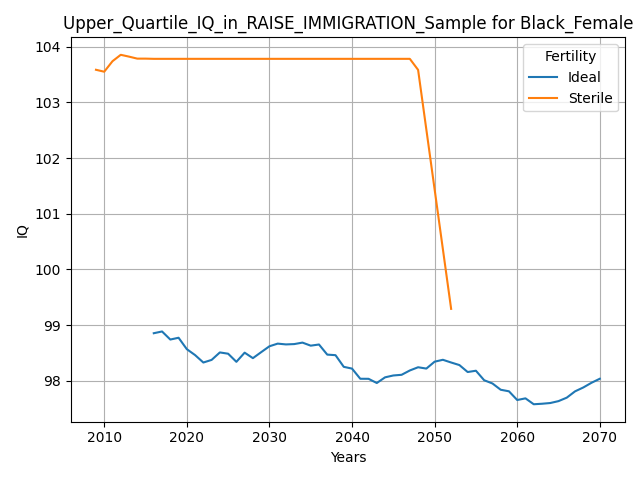 Upper_Quartile_IQ_in_RAISE_IMMIGRATION_Sample for Black_Female
Fertility
Ideal
Sterile
104
103
102
101
100
99
98
IQ
2010 2020 2030 2040 2050 2060 2070
Years